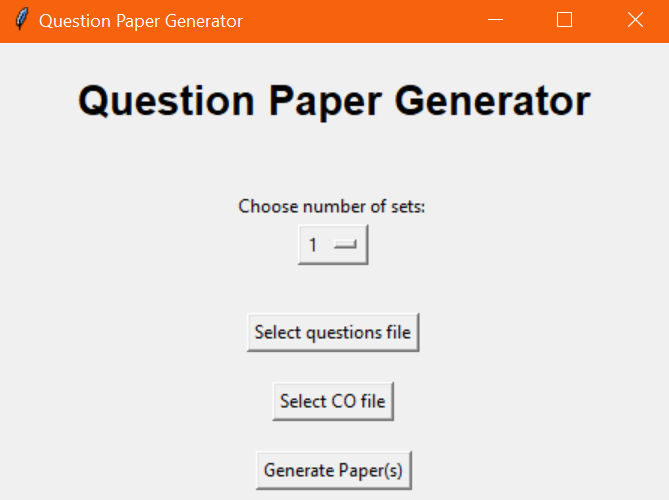 Question Paper Generator
Question Paper Generator
Choose number of sets:
1
Select questions file
Select CO file
Generate Paper(s)